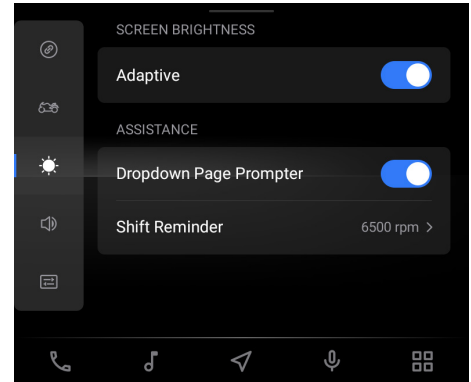 SCREEN BRIGHTNESS
Adaptive
ASSISTANCE
Dropdown Page Prompter
Shift Reminder 6500 rpm